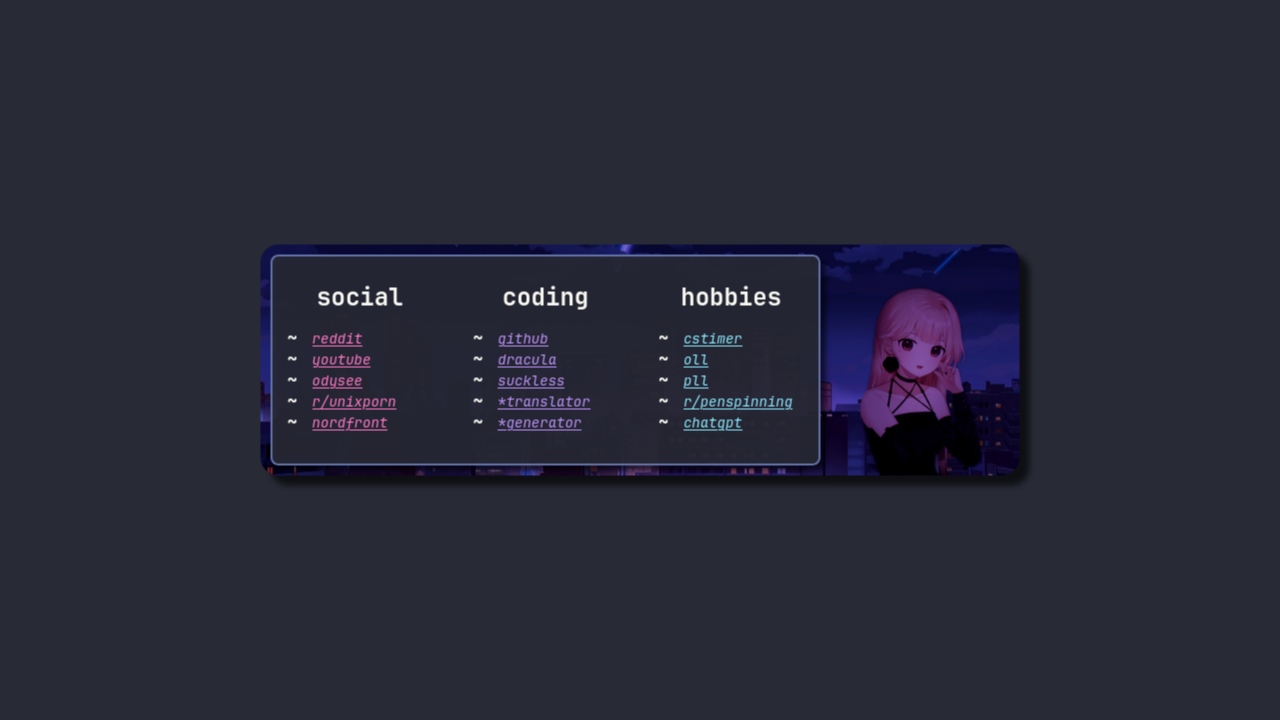 social
~ reddit
~ youtube
~ odysee
~ r/unixporn
~ nordfront
coding
~ github
~ dracula
~ suckless
~ *translator
~ *generator
hobbies
~ cstimer
~ oll
~ pll
~ r/penspinning
~ chatgpt